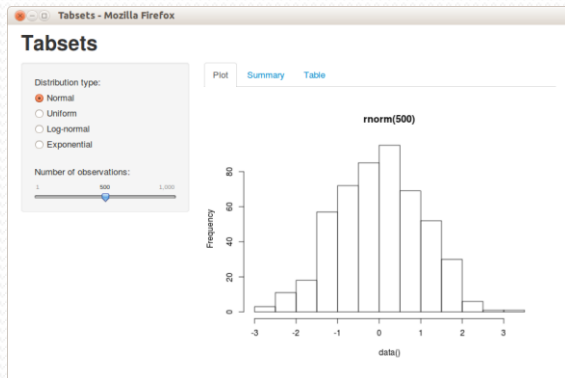 Tabsets - Mozilla Firefox
Tabsets
Distribution type:
Normal
Uniform
Log-normal
Exponential
Number of observations:
1 500 1,000
Plot Summary Table
rnorm(500)
Frequency
80
60
40
20
0
-3 -2 -1 0 1 2 3
data()